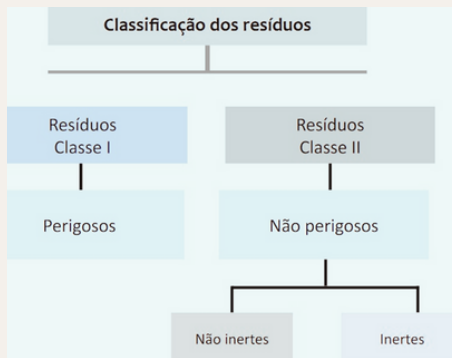 Classificação dos resíduos
Resíduos
Classe I
Resíduos
Classe II
Perigosos
Não perigosos
Não inertes
Inertes